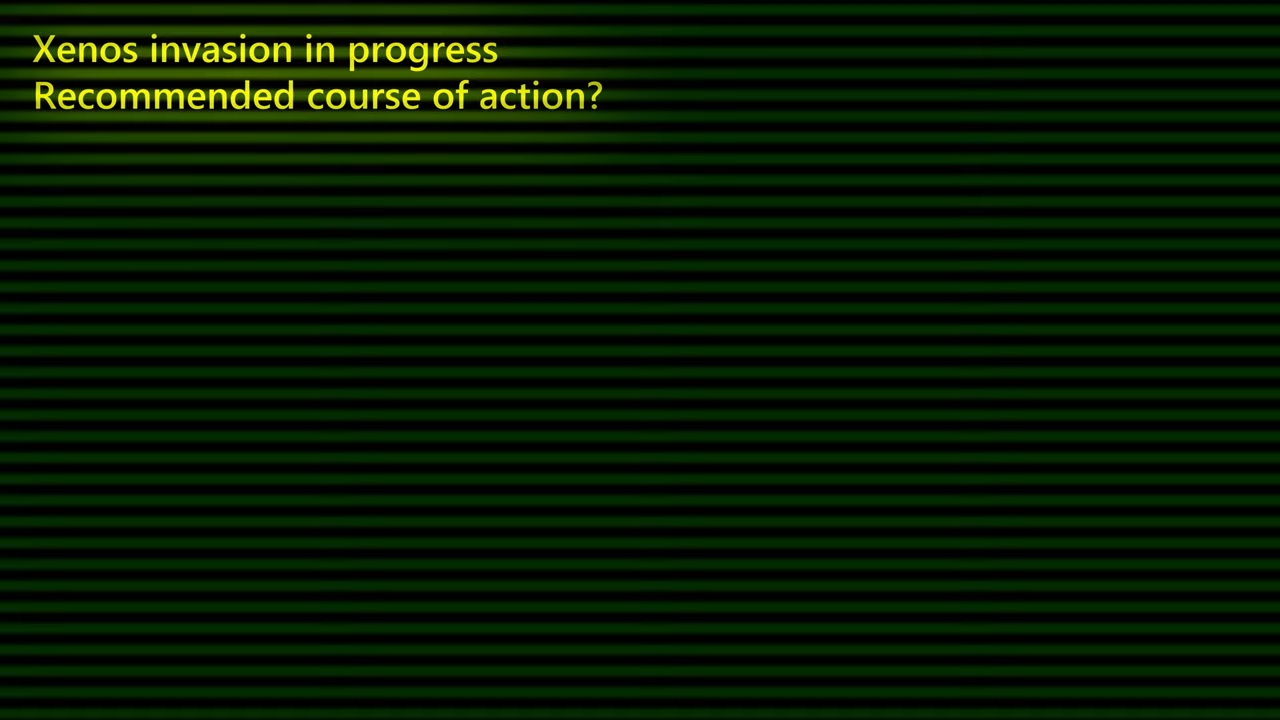 Xenos invasion in progress
Recommended course of action?